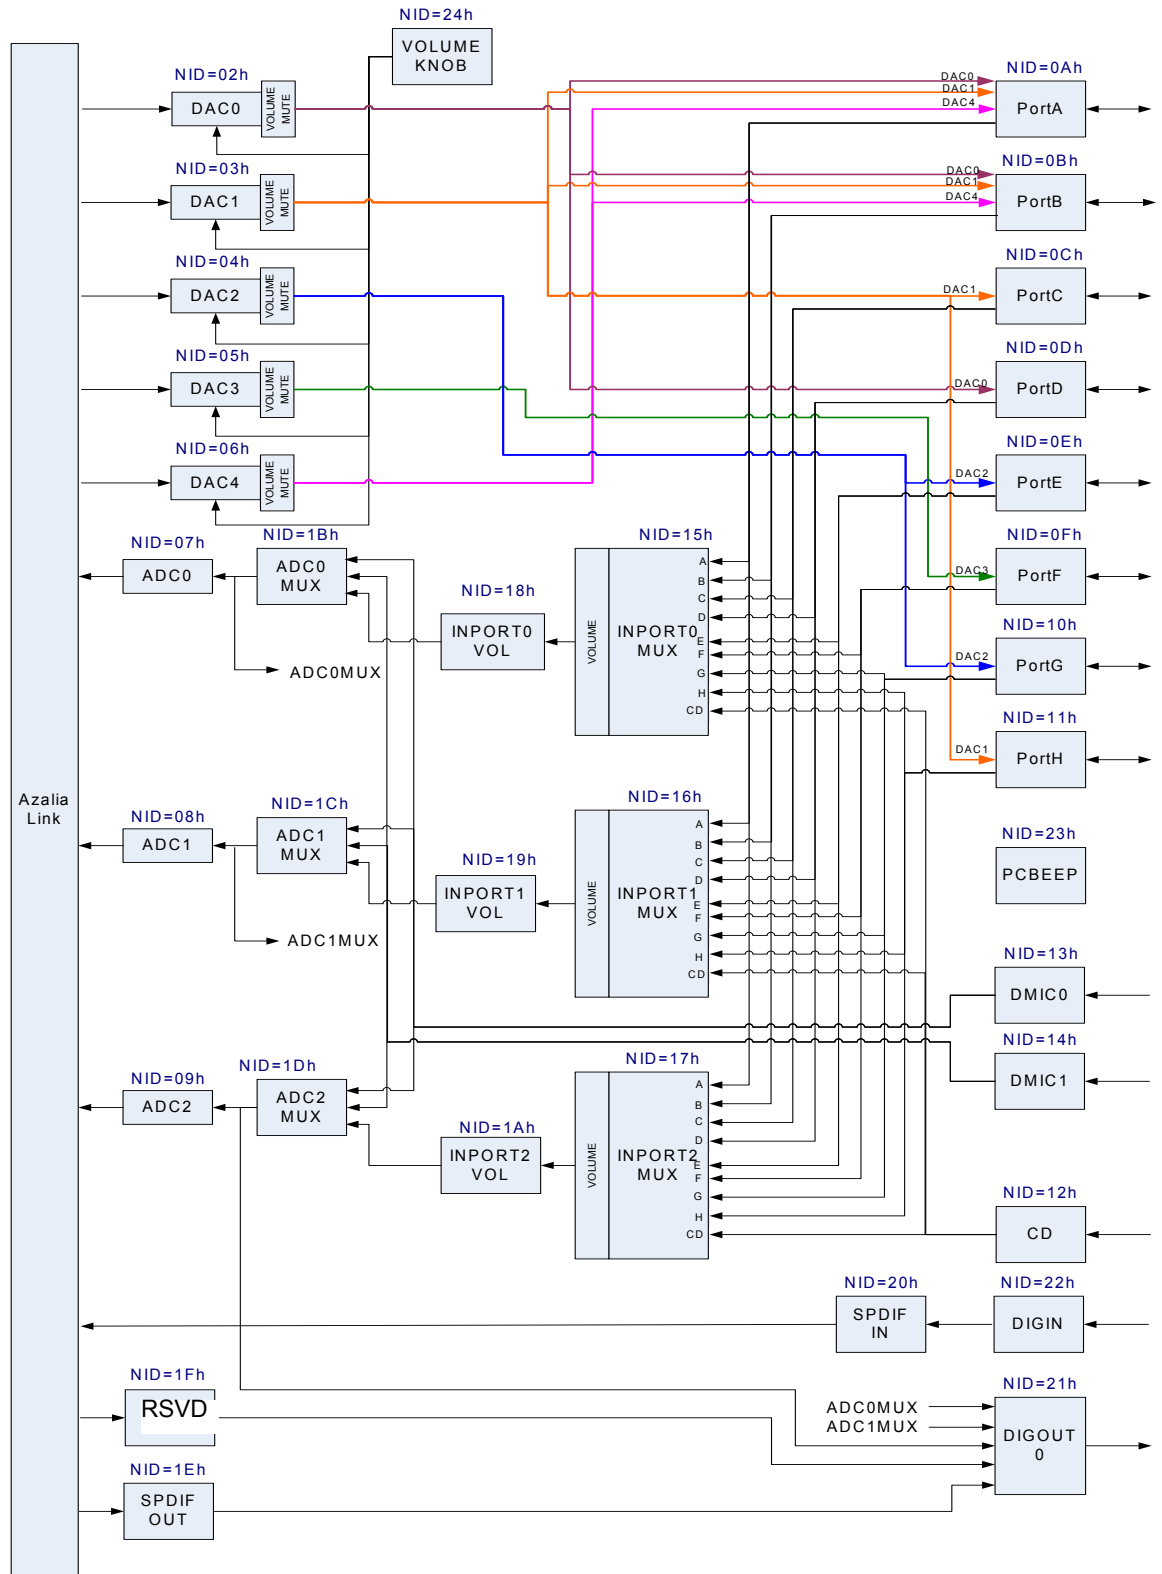 NID=24h
VOLUME
KNOB
NID=02h
DAC0
VOLUME
MUTE
NID=03h
DAC1
VOLUME
MUTE
NID=04h
DAC2
VOLUME
MUTE
NID=05h
DAC3
VOLUME
MUTE
NID=06h
DAC4
VOLUME
MUTE
DAC0
DAC1
DAC4
NID=0Ah
PortA
DAC0
DAC1
DAC4
NID=0Bh
PortB
DAC1
NID=0Ch
PortC
DAC0
NID=0Dh
PortD
DAC2
NID=0Eh
PortE
DAC3
NID=0Fh
PortF
DAC2
NID=10h
PortG
DAC1
NID=11h
PortH
NID=07h
ADC0
NID=1Bh
ADC0
MUX
ADC0MUX
NID=18h
INPORT0
VOL
NID=15h
VOLUME
INPORT0
MUX
A
B
C
D
E
F
G
H
CD
Azalia
Link
NID=08h
ADC1
NID=1Ch
ADC1
MUX
ADC1MUX
NID=19h
INPORT1
VOL
NID=16h
VOLUME
INPORT1
MUX
A
B
C
D
E
F
G
H
CD
NID=23h
PCBEEP
NID=13h
DMIC0
NID=14h
DMIC1
NID=09h
ADC2
NID=1Dh
ADC2
MUX
NID=1Ah
INPORT2
VOL
NID=17h
VOLUME
INPORT2
MUX
A
B
C
D
E
F
G
H
CD
NID=12h
CD
NID=20h
SPDIF
IN
NID=22h
DIGIN
NID=1Fh
RSVD
NID=1Eh
SPDIF
OUT
ADC0MUX
ADC1MUX
NID=21h
DIGOUT
0